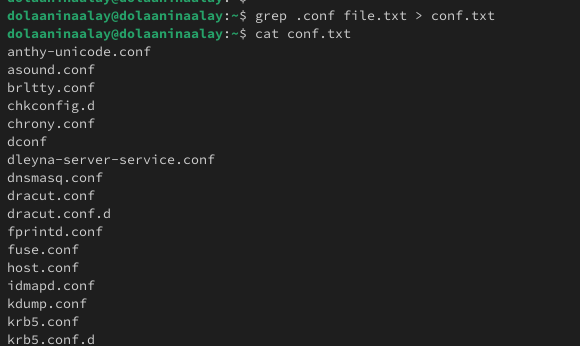 dolaaninaalay@dolaaninaalay:~$ grep .conf file.txt > conf.txt
dolaaninaalay@dolaaninaalay:~$ cat conf.txt
anthy-unicode.conf
asound.conf
brltty.conf
chkconfig.d
chrony.conf
dconf
dleyna-server-service.conf
dnsmasq.conf
dracut.conf
dracut.conf.d
fprintd.conf
fuse.conf
host.conf
idmapd.conf
kdump.conf
krb5.conf
krb5.conf.d